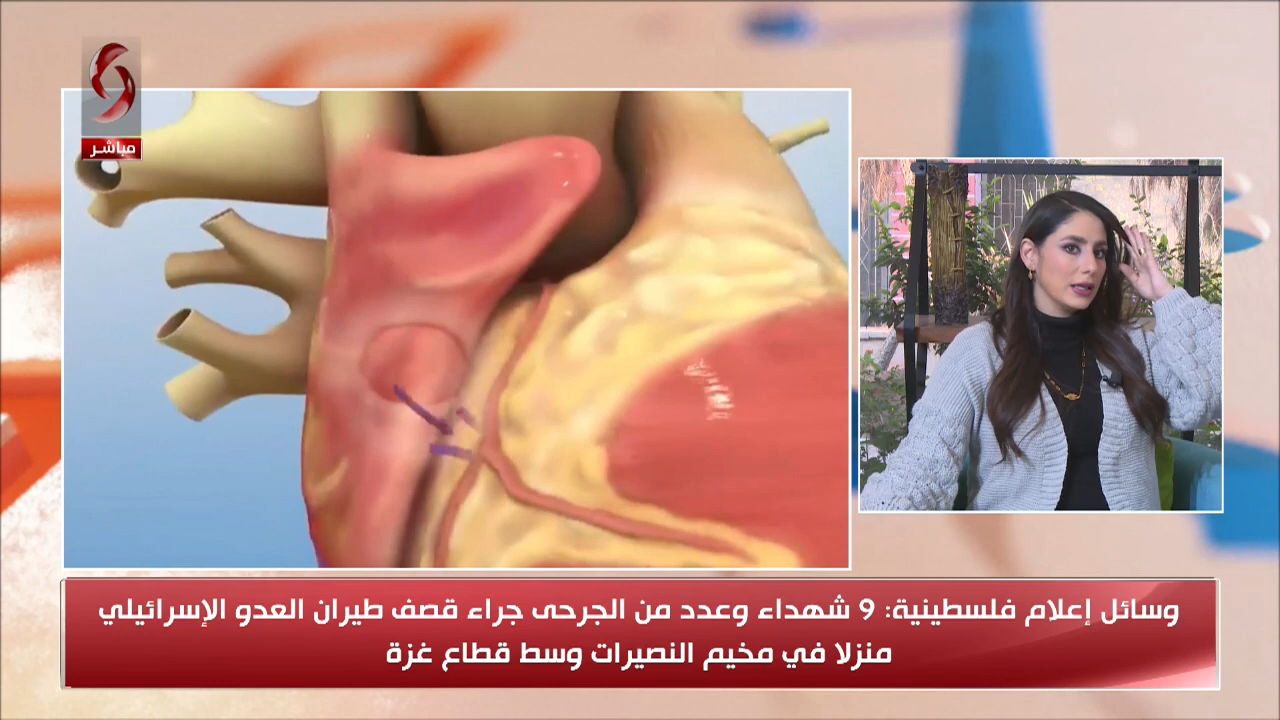 مباشر
وسائل إعلام فلسطينية: 9 شهداء وعدد من الجرحى جراء قصف طيران العدو الإسرائيلي
منزلا في مخيم النصيرات وسط قطاع غزة